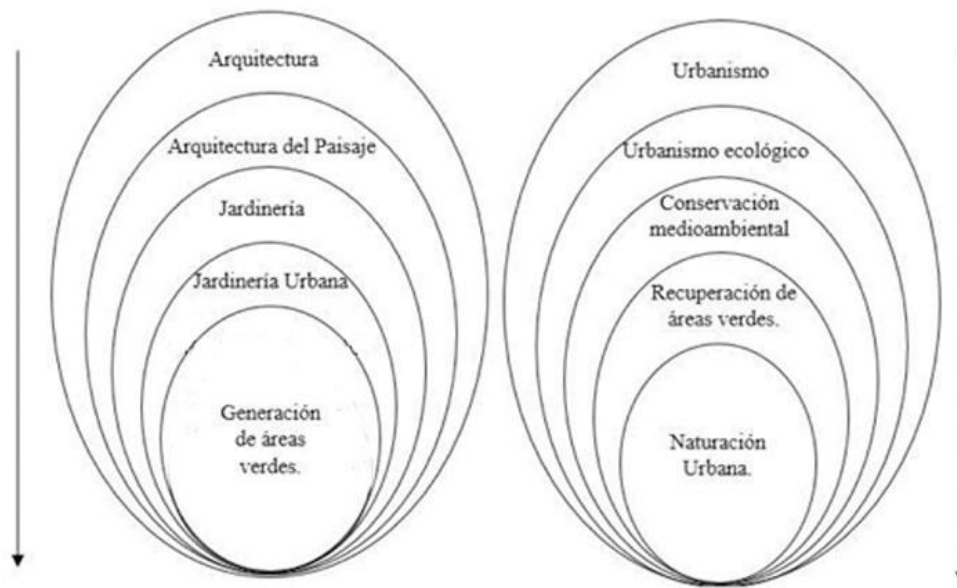 Arquitectura
Arquitectura del Paisaje
Jardinería
Jardinería Urbana
Generación
de áreas
verdes.
Urbanismo
Urbanismo ecológico
Conservación
medioambiental
Recuperación de
áreas verdes.
Naturación
Urbana.